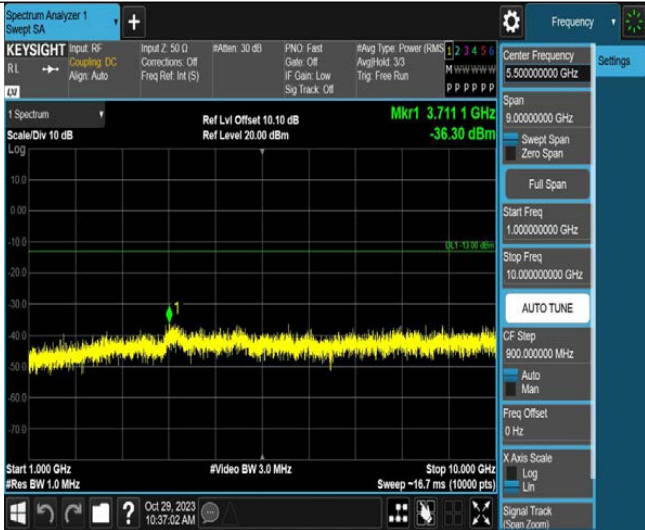 Spectrum Analyzer 1
Swept SA
Frequency
KEYSIGHT
RL
LV
Input: RF
Coupling: DC
Align: Auto
Input Z: 50 Ω
Corrections: Off
Freq Ref: Int (S)
#Atten: 30 dB
PNO: Fast
Gate: Off
IF Gain: Low
Sig Track: Off
#Avg Type: Power (RMS
Avg|Hold: 3/3
Trig: Free Run
1 2 3 4 5 6
M W W W W W
P P P P P P
Center Frequency
5.500000000 GHz
Settings
Span
9.00000000 GHz
Swept Span
Zero Span
Full Span
Start Freq
1.000000000 GHz
Stop Freq
10.000000000 GHz
AUTO TUNE
CF Step
900.000000 MHz
Auto
Man
Freq Offset
0 Hz
X Axis Scale
Log
Lin
Signal Track
(Span Zoom)
1 Spectrum
Scale/Div 10 dB
Log
Ref Lvl Offset 10.10 dB
Ref Level 20.00 dBm
Mkr1 3.711 1 GHz
-36.30 dBm
10.0
0.00
-10.0
-20.0
-30.0
-40.0
-50.0
-60.0
-70.0
DL1 -13.00 dBm
1
Start 1.000 GHz
#Res BW 1.0 MHz
#Video BW 3.0 MHz
Stop 10.000 GHz
Sweep ~16.7 ms (10000 pts)
?
Oct 29, 2023
10:37:02 AM